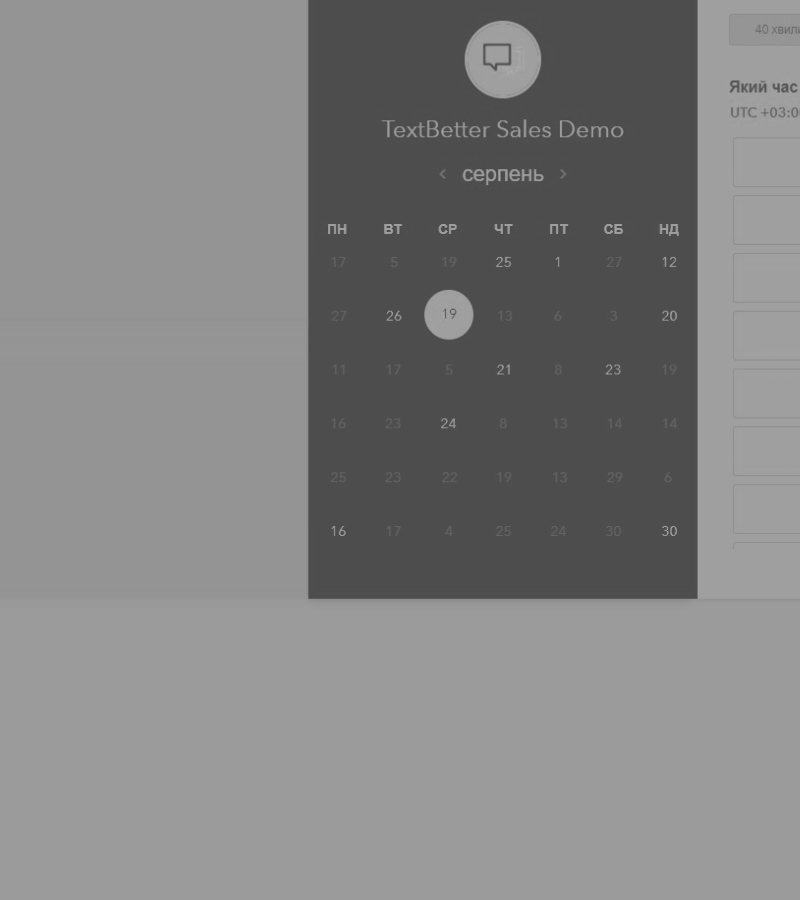 40 хвили
TextBetter Sales Demo
Який час
UTC +03:0
серпень
ПН ВТ СР ЧТ ПТ СБ НД
17 5 19 25 1 27 12
27 26 19 13 6 3 20
11 17 5 21 8 23 19
16 23 24 8 13 14 14
25 23 22 19 13 29 6
16 17 4 25 24 30 30